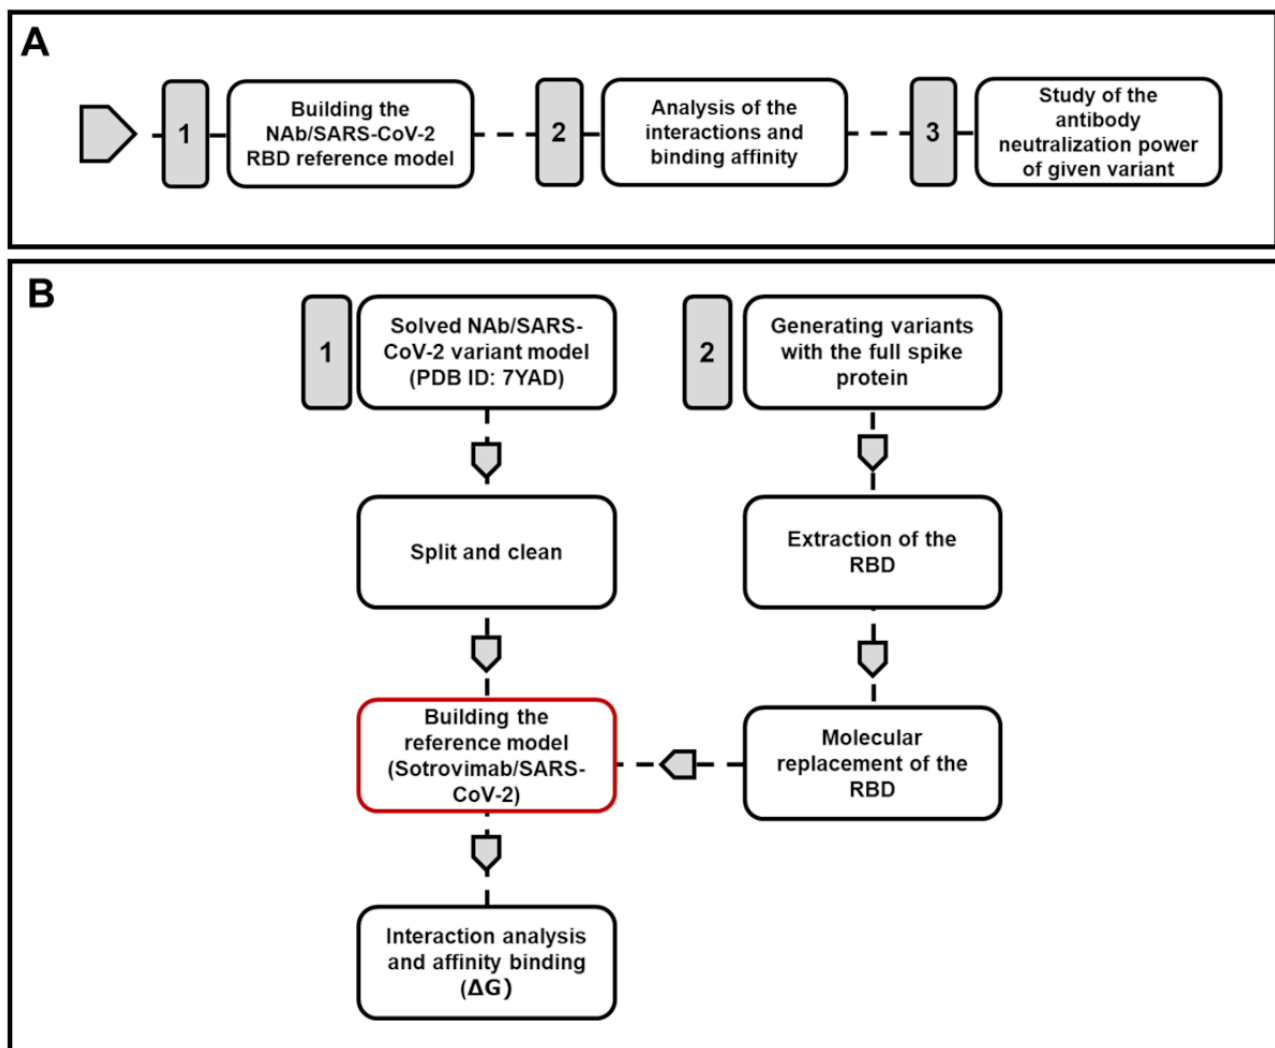 A
1
Building the
NAb/SARS-CoV-2
RBD reference model
2
Analysis of the
interactions and
binding affinity
3
Study of the
antibody
neutralization power
of given variant
B
1
Solved NAb/SARS-
CoV-2 variant model
(PDB ID: 7YAD)
2
Generating variants
with the full spike
protein
Split and clean
Extraction of the
RBD
Building the
reference model
(Sotrovimab/SARS-
CoV-2)
Molecular
replacement of the
RBD
Interaction analysis
and affinity binding
(ΔG)